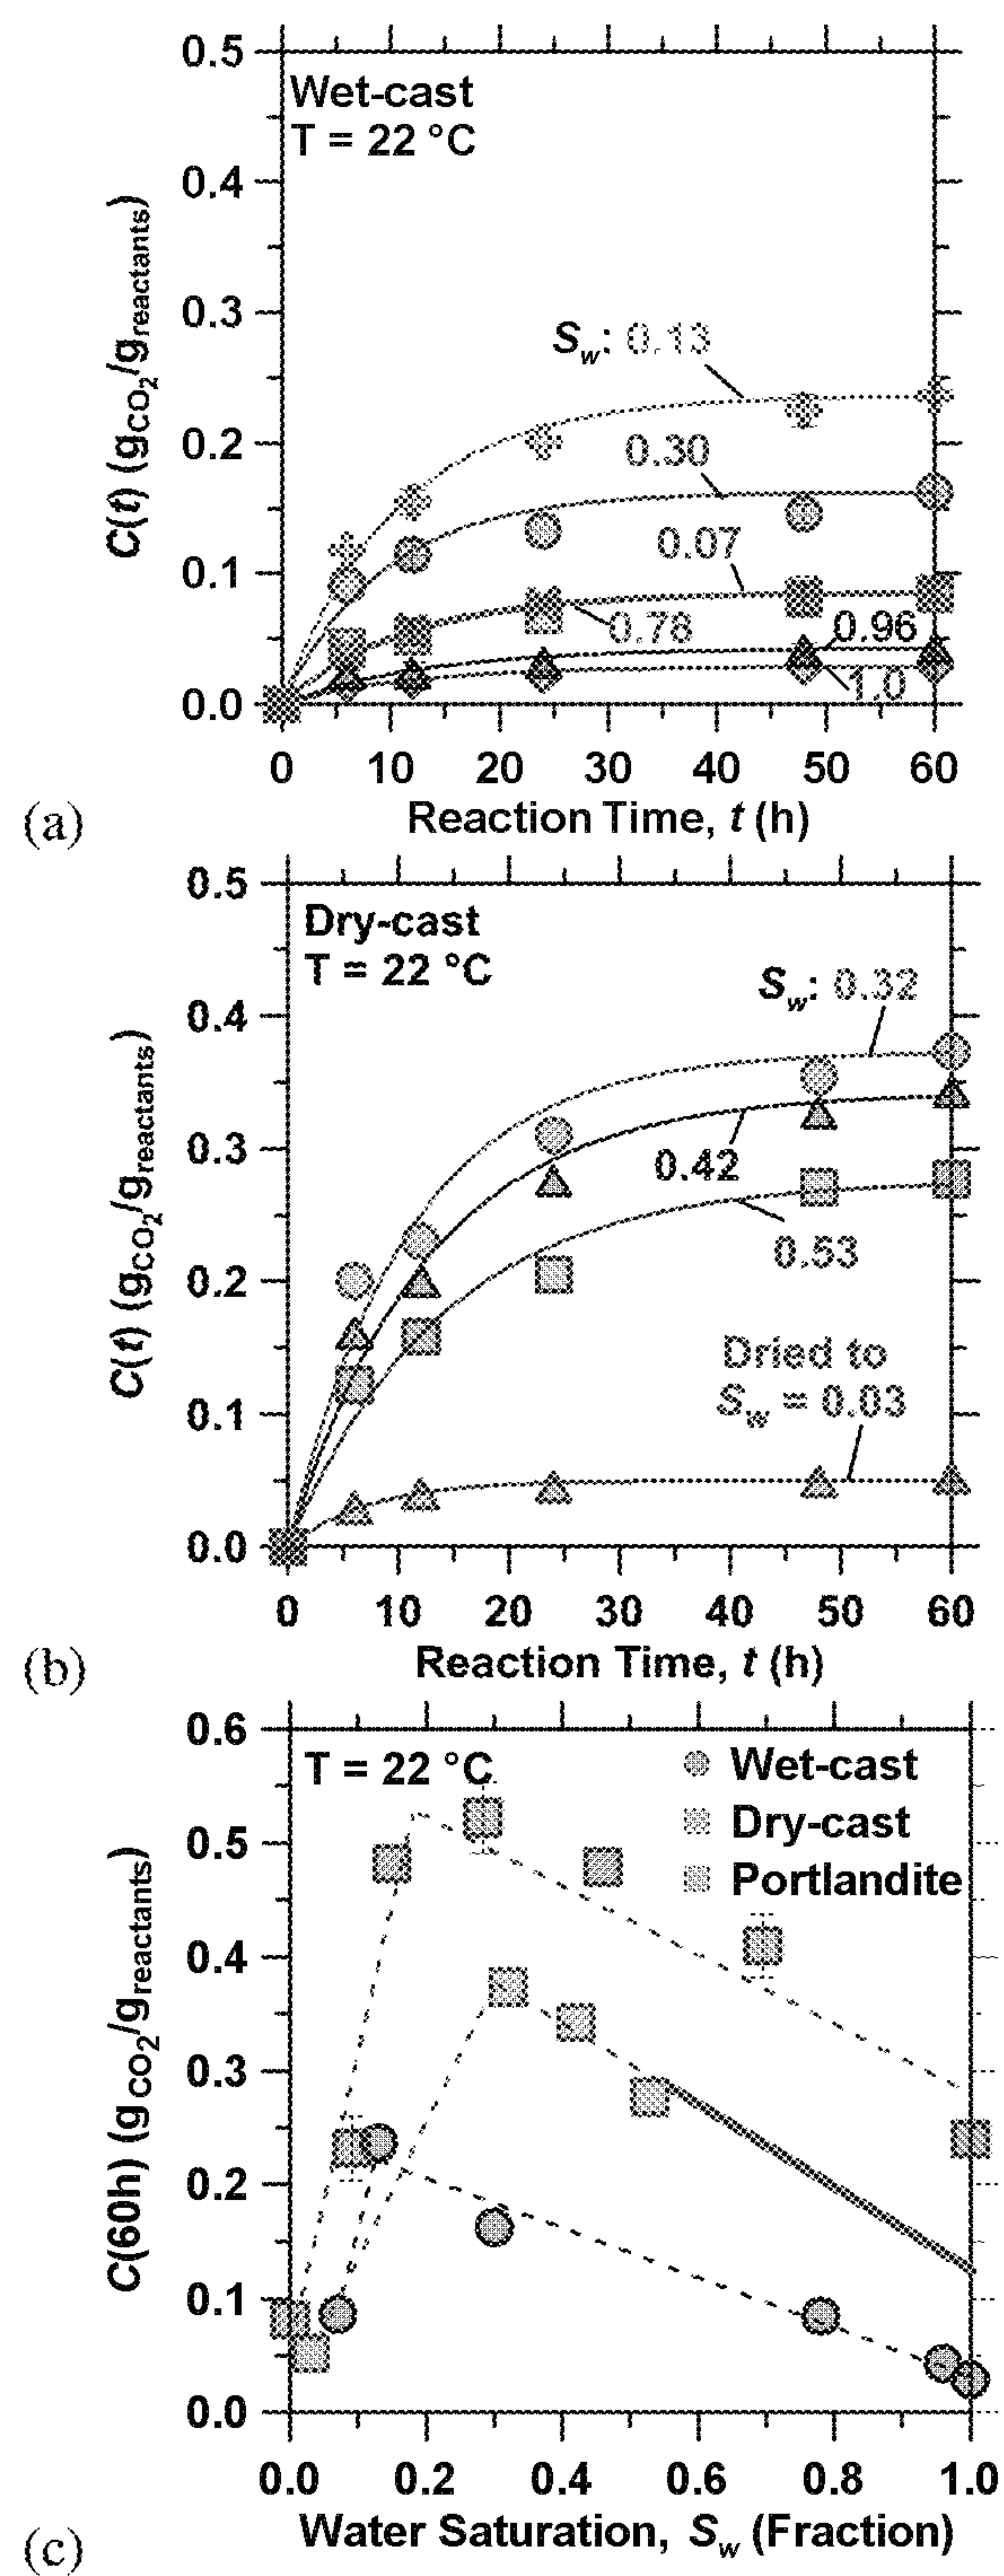 0.5
Wet-cast
T = 22 °C
0.4
0.3
Sw: 0.13
0.2
0.30
0.07
0.1
0.78
0.96
1.0
0.0
C(t) (gCO2/greactants)
0 10 20 30 40 50 60
Reaction Time, t (h)
(a)
0.5
Dry-cast
T = 22 °C
Sw: 0.32
0.4
0.3
0.42
0.53
0.2
Dried to
Sw = 0.03
0.1
0.0
C(t) (gCO2/greactants)
0 10 20 30 40 50 60
Reaction Time, t (h)
(b)
0.6
T = 22 °C
Wet-cast
Dry-cast
Portlandite
0.5
0.4
0.3
0.2
0.1
0.0
C(60h) (gCO2/greactants)
0.0 0.2 0.4 0.6 0.8 1.0
Water Saturation, Sw (Fraction)
(c)